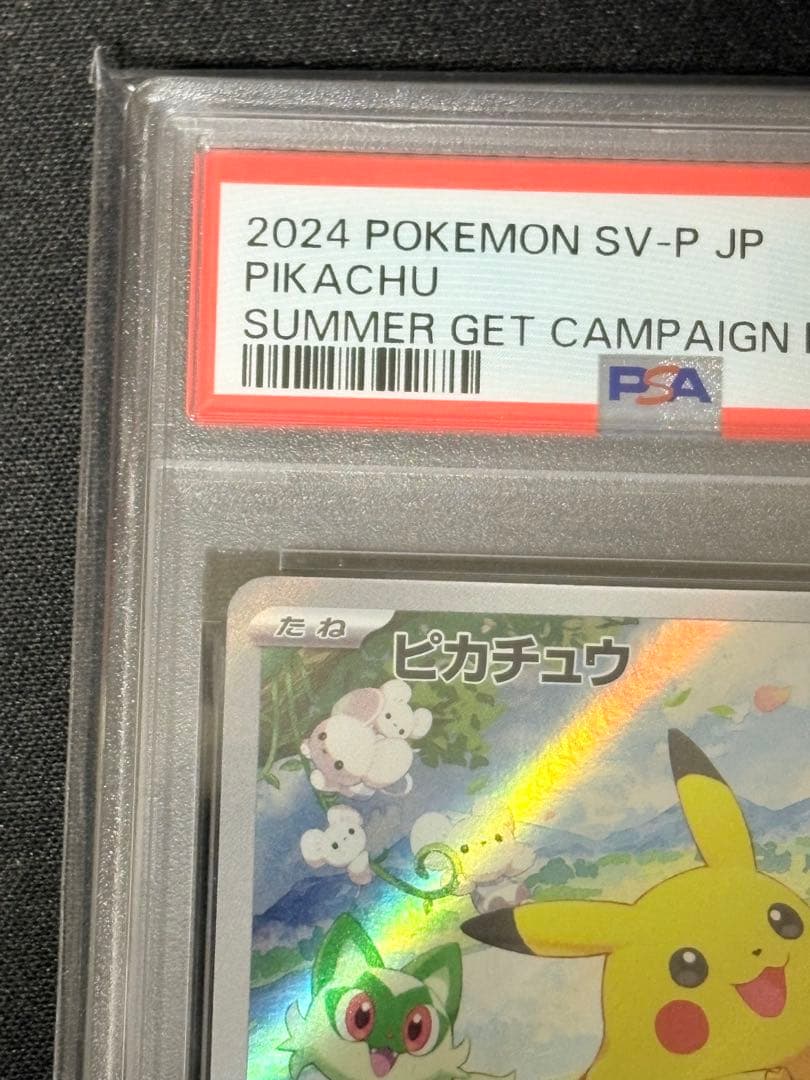 2024 POKEMON SV-P JP
PIKACHU
SUMMER GET CAMPAIGN
PSA
たね
ピカチュウ